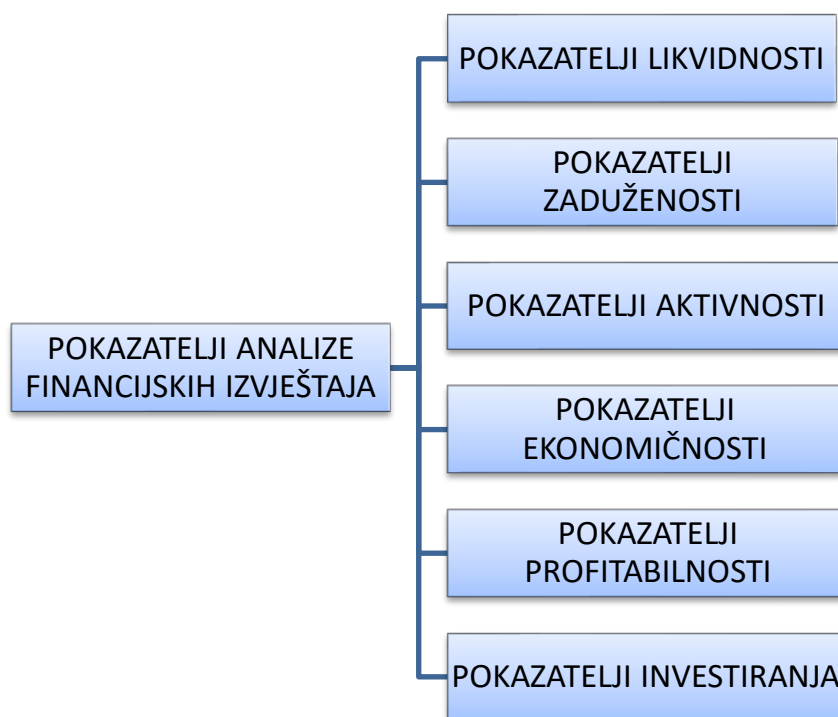 POKAZATELJI ANALIZE
FINANCIJSKIH IZVJEŠTAJA
POKAZATELJI LIKVIDNOSTI
POKAZATELJI
ZADUŽENOSTI
POKAZATELJI AKTIVNOSTI
POKAZATELJI
EKONOMIČNOSTI
POKAZATELJI
PROFITABILNOSTI
POKAZATELJI INVESTIRANJA